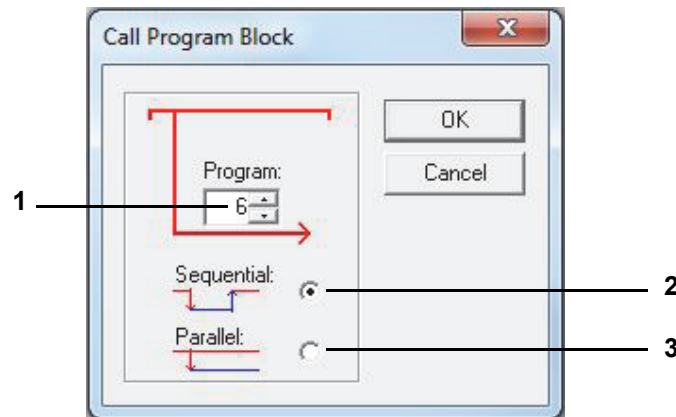 Call Program Block
OK
Program:
Cancel
1
6
Sequential:
2
Parallel:
3